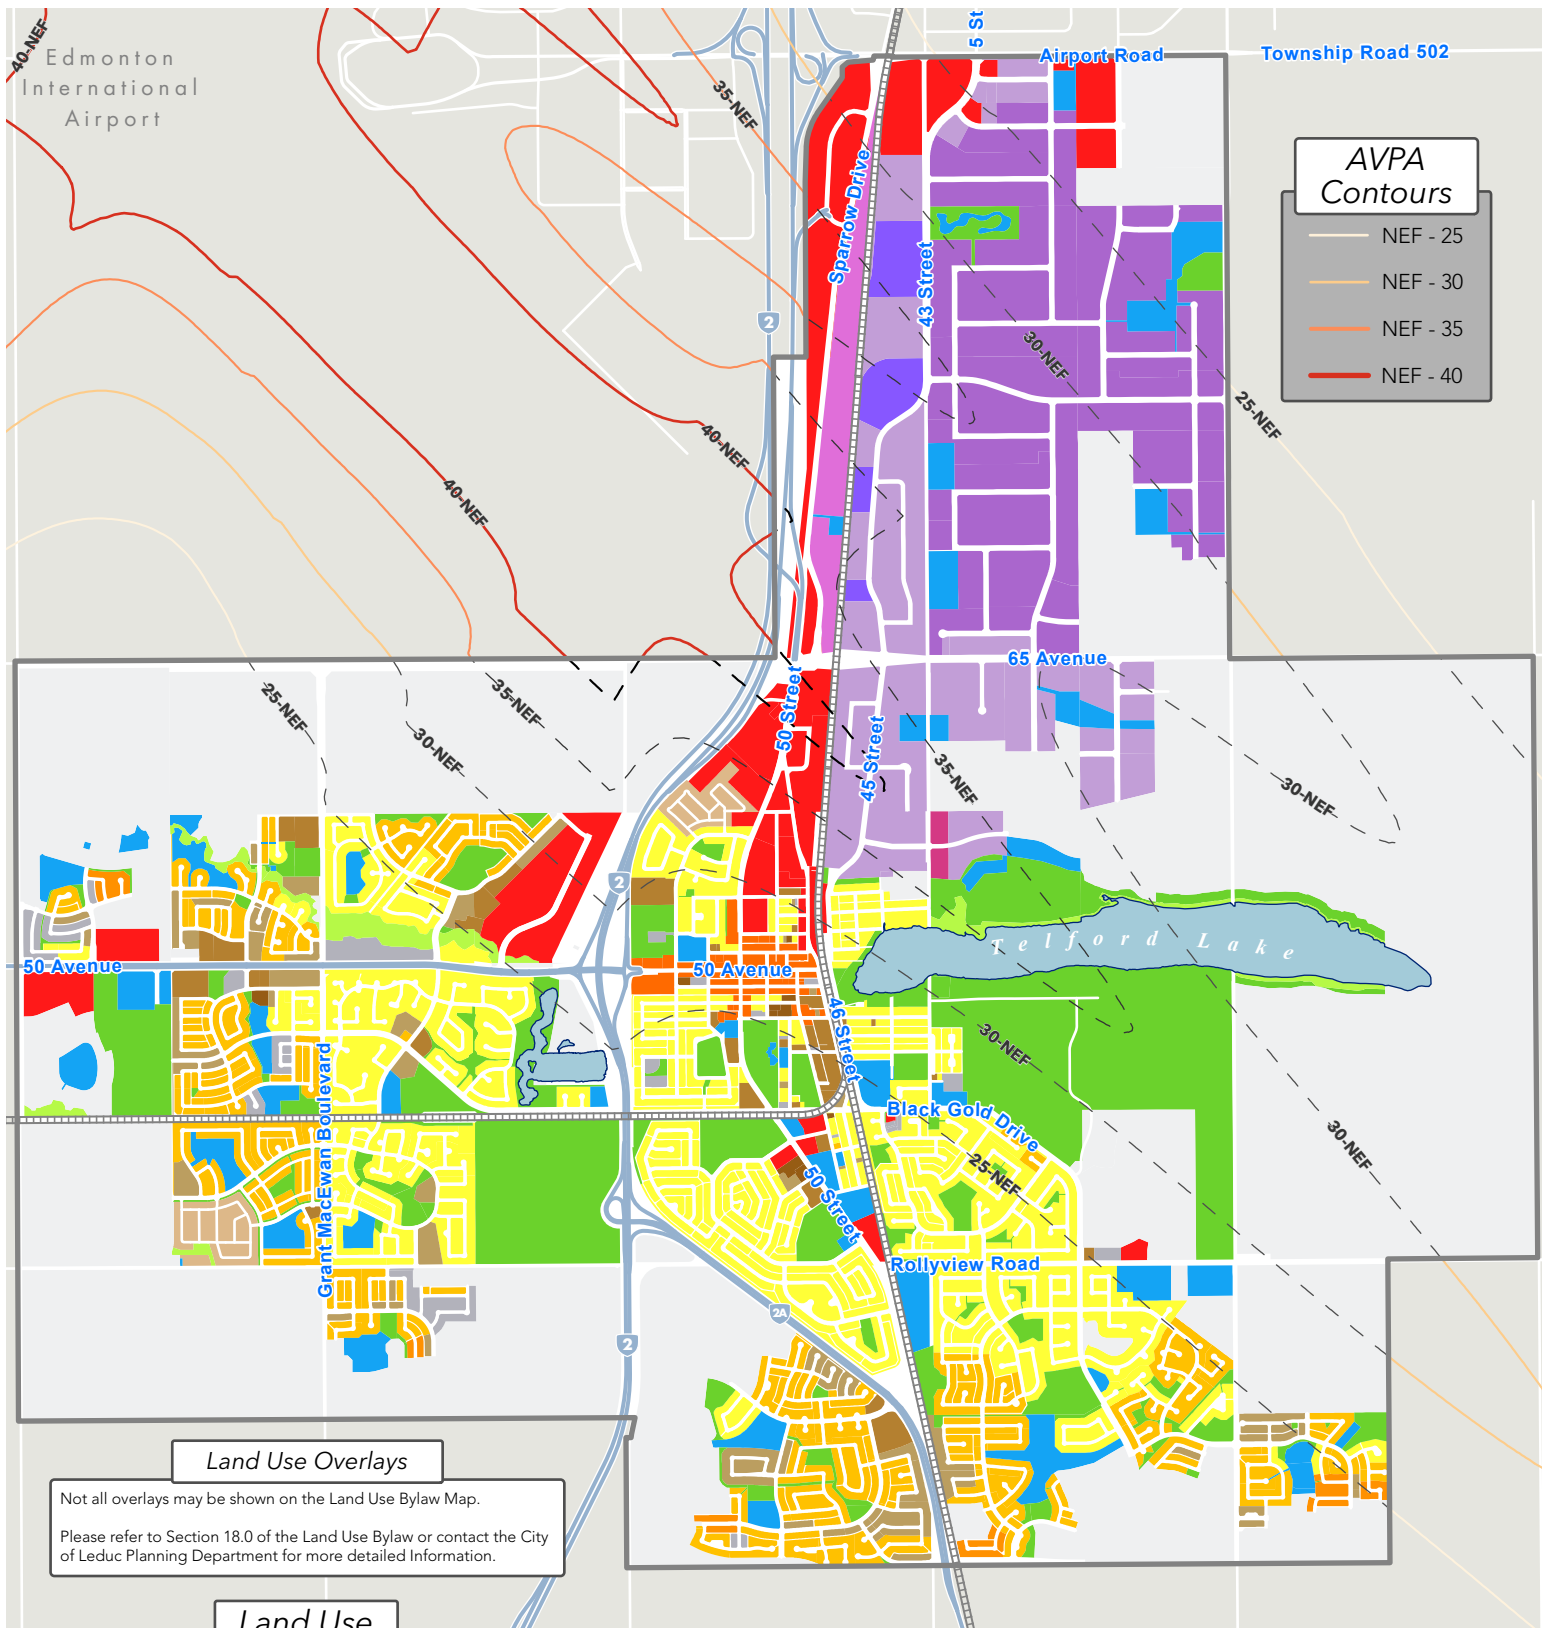 5 St
Airport Road
Township Road 502
40-NEF
Edmonton
International
Airport
35-NEF
AVPA
Contours
NEF - 25
NEF - 30
NEF - 35
NEF - 40
Sparrow Drive
43 Street
2
30-NEF
25-NEF
40-NEF
40-NEF
65 Avenue
25-NEF
35-NEF
30-NEF
50 Street
45 Street
35-NEF
30-NEF
2
Telford Lake
50 Avenue
50 Avenue
46 Street
30-NEF
Grant MacEwan Boulevard
Black Gold Drive
30-NEF
25-NEF
50 Street
Rollyview Road
2A
2
Land Use Overlays
Not all overlays may be shown on the Land Use Bylaw Map.
Please refer to Section 18.0 of the Land Use Bylaw or contact the City
of Leduc Planning Department for more detailed Information.
Land Use